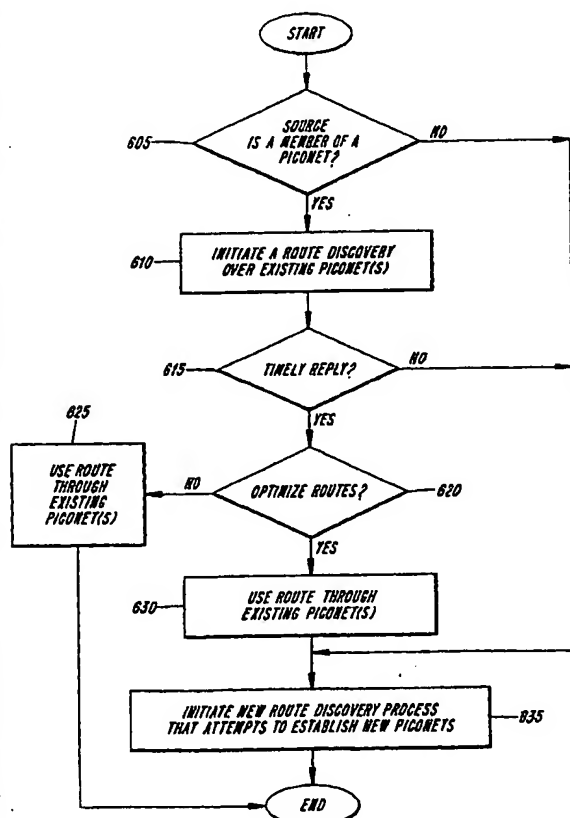 START
SOURCE
IS A MEMBER OF A
PICONET?
NO
605
YES
INITIATE A ROUTE DISCOVERY
OVER EXISTING PICONET(S)
610
TIMELY REPLY?
NO
615
YES
625
USE ROUTE
THROUGH
EXISTING
PICONET(S)
NO
OPTIMIZE ROUTES?
620
YES
USE ROUTE THROUGH
EXISTING PICONET(S)
630
INITIATE NEW ROUTE DISCOVERY PROCESS
THAT ATTEMPTS TO ESTABLISH NEW PICONETS
635
END